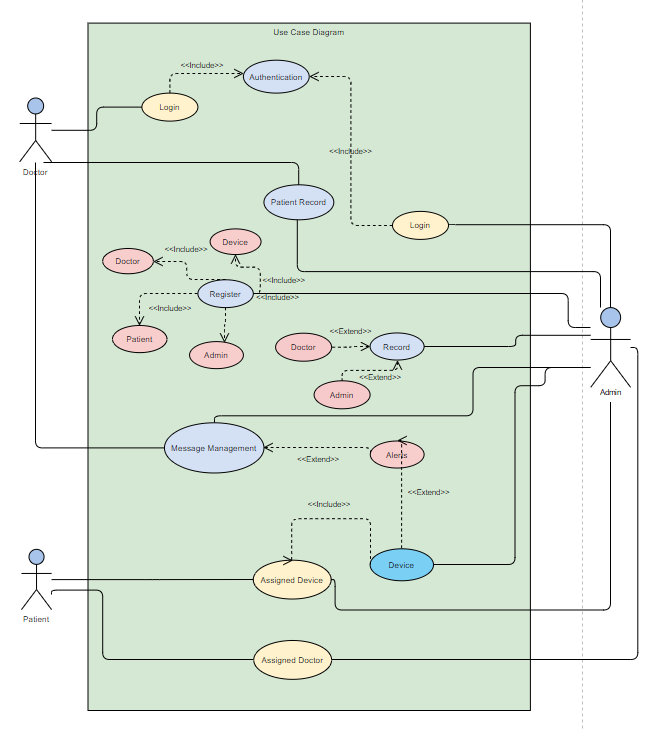 Use Case Diagram
<<Include>>
Authentication
Login
<<Include>>
Doctor
Patient Record
Login
Device
<<Include>>
Doctor
<<Include>>
Register
<<Include>>
<<Include>>
Patient
Admin
<<Extend>>
Doctor
Record
<<Extend>>
Admin
Admin
Message Management
Alerts
<<Extend>>
<<Extend>>
<<Include>>
Device
Assigned Device
Patient
Assigned Doctor